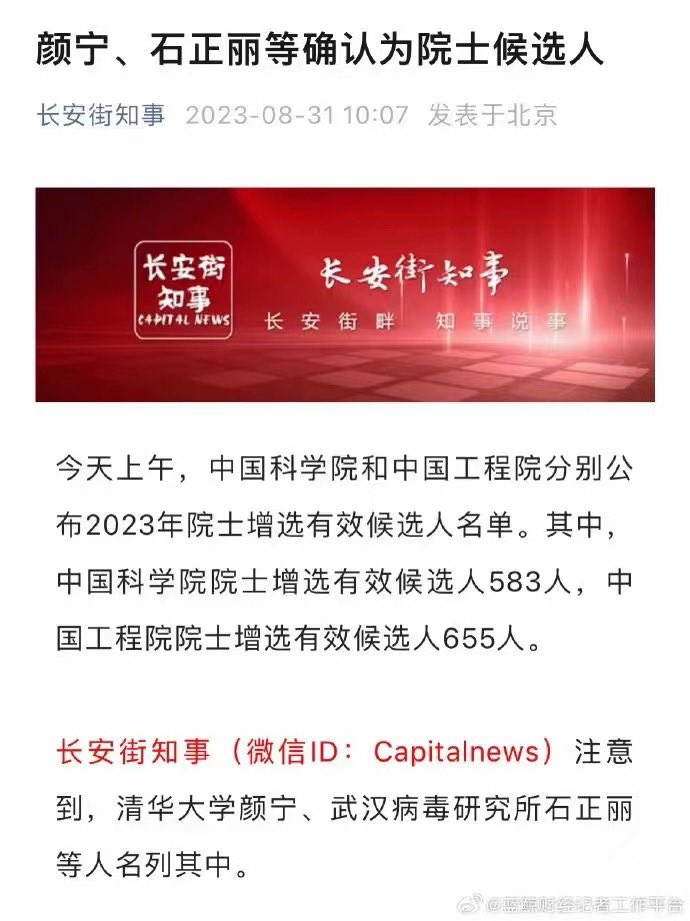 颜宁、石正丽等确认为院士候选人
长安街知事 2023-08-31 10:07 发表于北京
长安街
知事
CAPITAL NEWS
长安街知事
长安街畔 知事说事
今天上午，中国科学院和中国工程院分别公
布2023年院士增选有效候选人名单。其中，
中国科学院院士增选有效候选人583人，中
国工程院院士增选有效候选人655人。
长安街知事（微信ID：Capitalnews）注意
到，清华大学颜宁、武汉病毒研究所石正丽
等人名列其中。
@蓝鲸财经记者工作平台